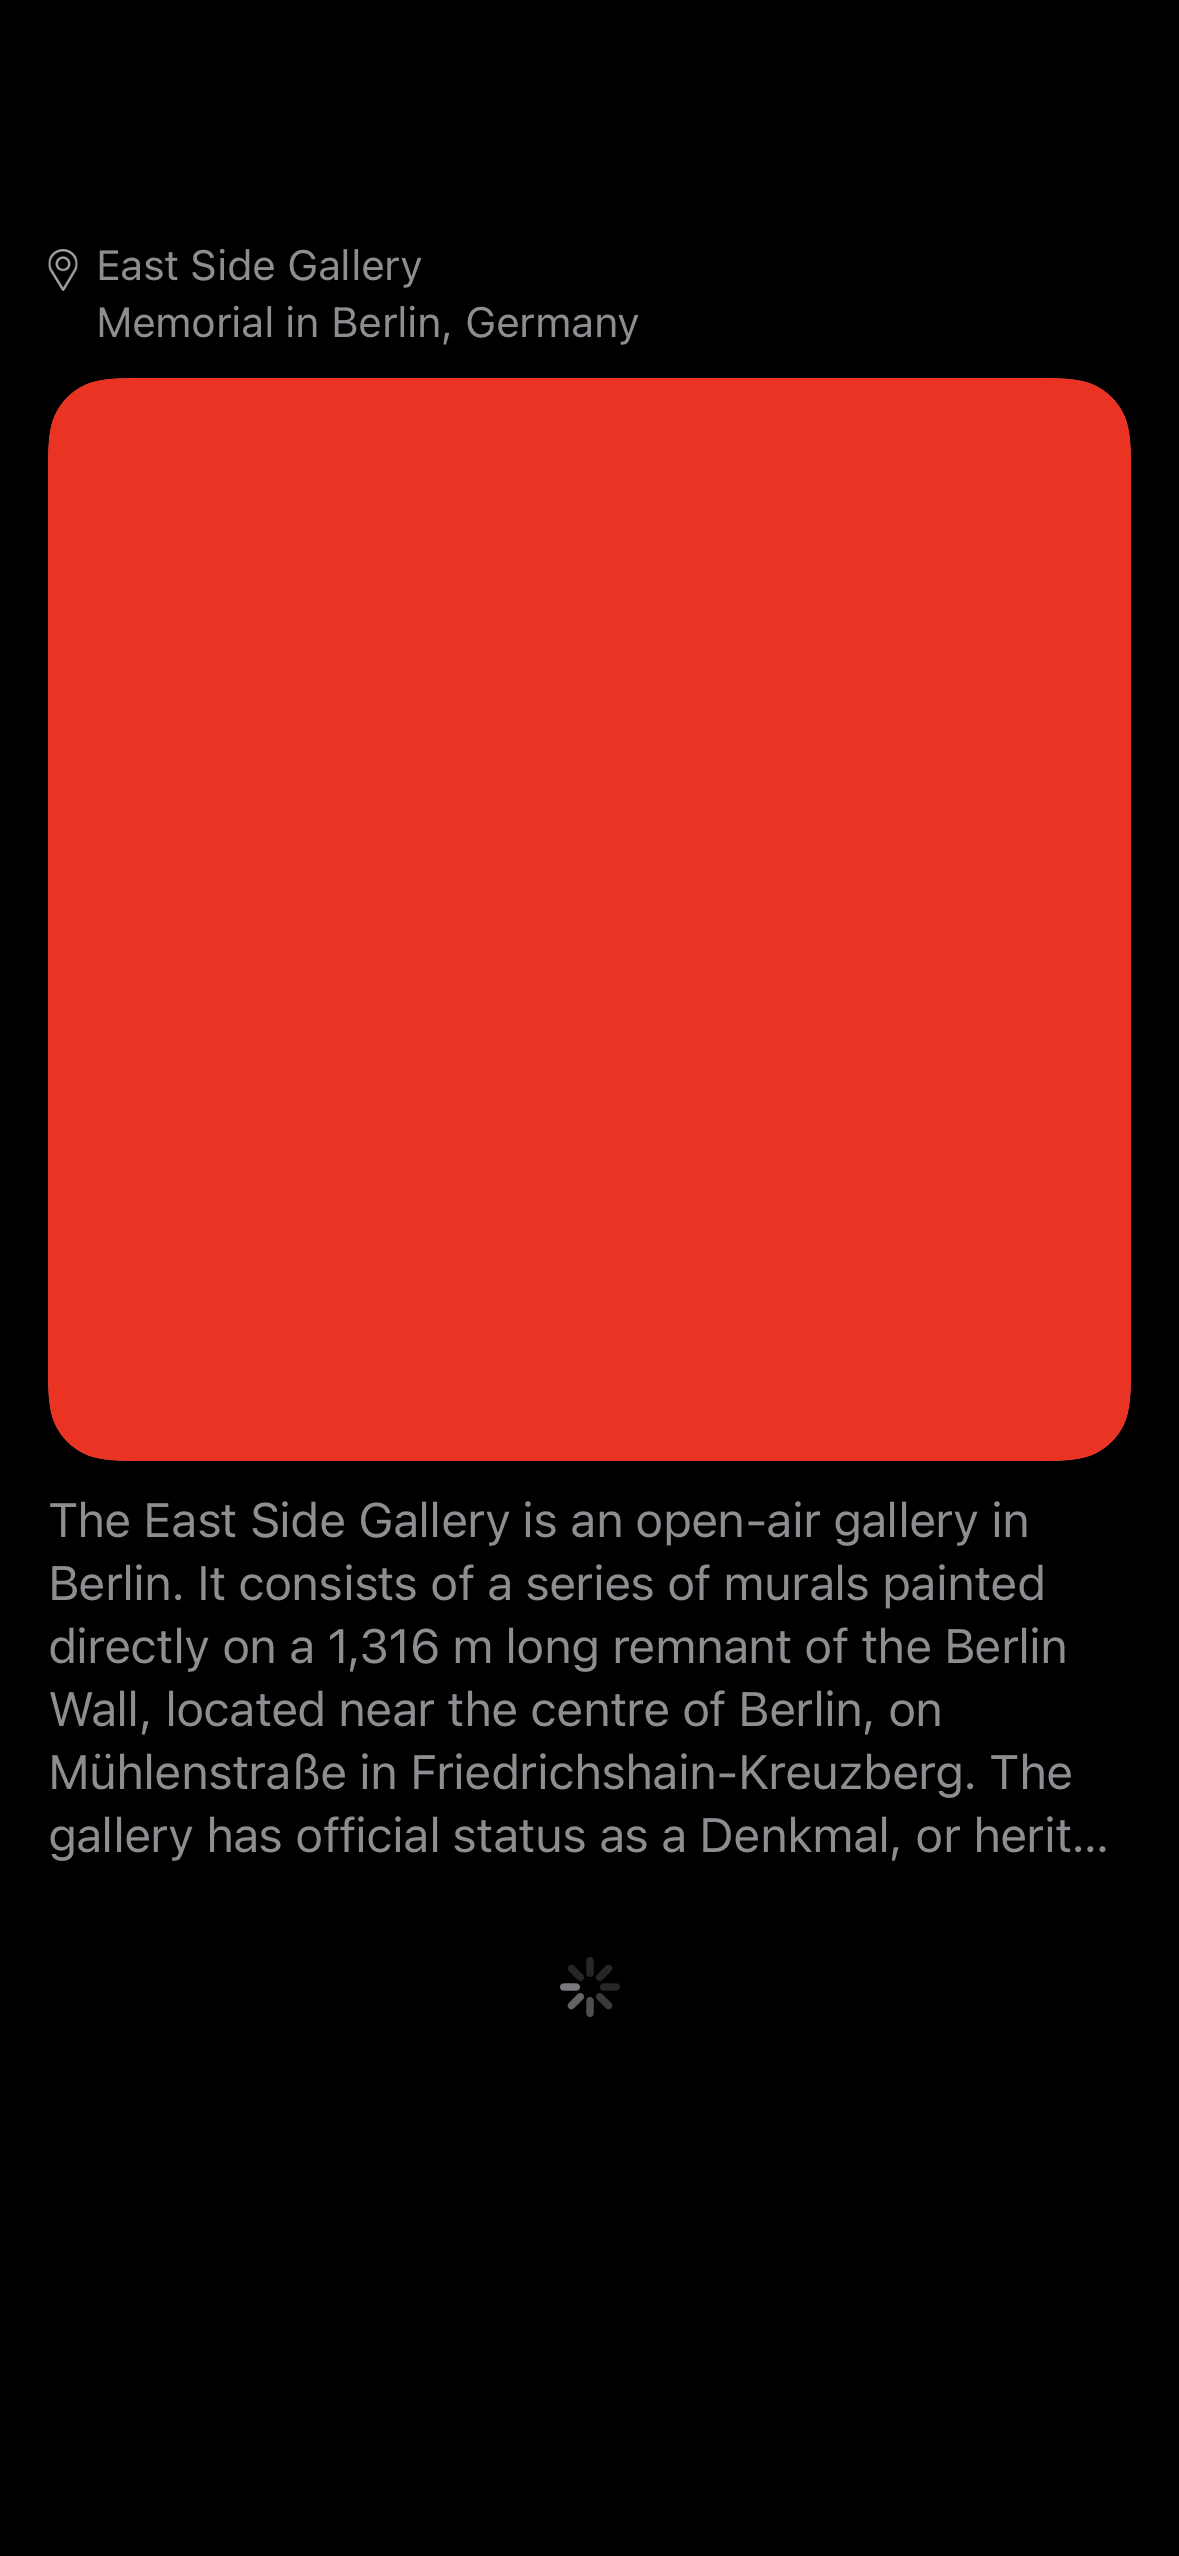 East Side Gallery
Memorial in Berlin, Germany
The East Side Gallery is an open-air gallery in
Berlin. It consists of a series of murals painted
directly on a 1,316 m long remnant of the Berlin
Wall, located near the centre of Berlin, on
Mühlenstraße in Friedrichshain-Kreuzberg. The
gallery has official status as a Denkmal, or herit...